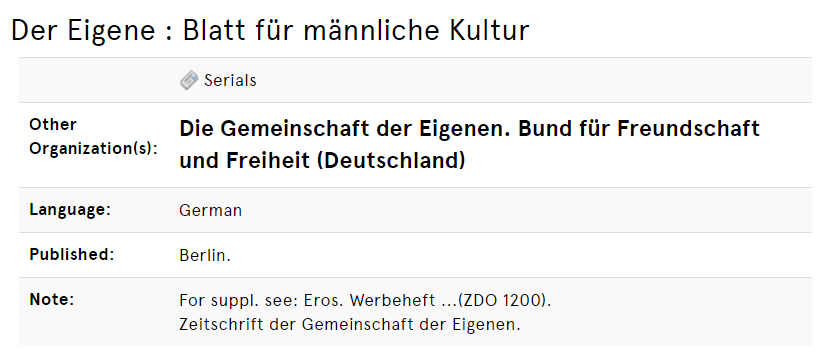 Der Eigene : Blatt für männliche Kultur
Serials
Other
Organization(s):
Die Gemeinschaft der Eigenen. Bund für Freundschaft
und Freiheit (Deutschland)
Language:
German
Published:
Berlin.
Note:
For suppl. see: Eros. Werbeheft ...(ZDO 1200).
Zeitschrift der Gemeinschaft der Eigenen.